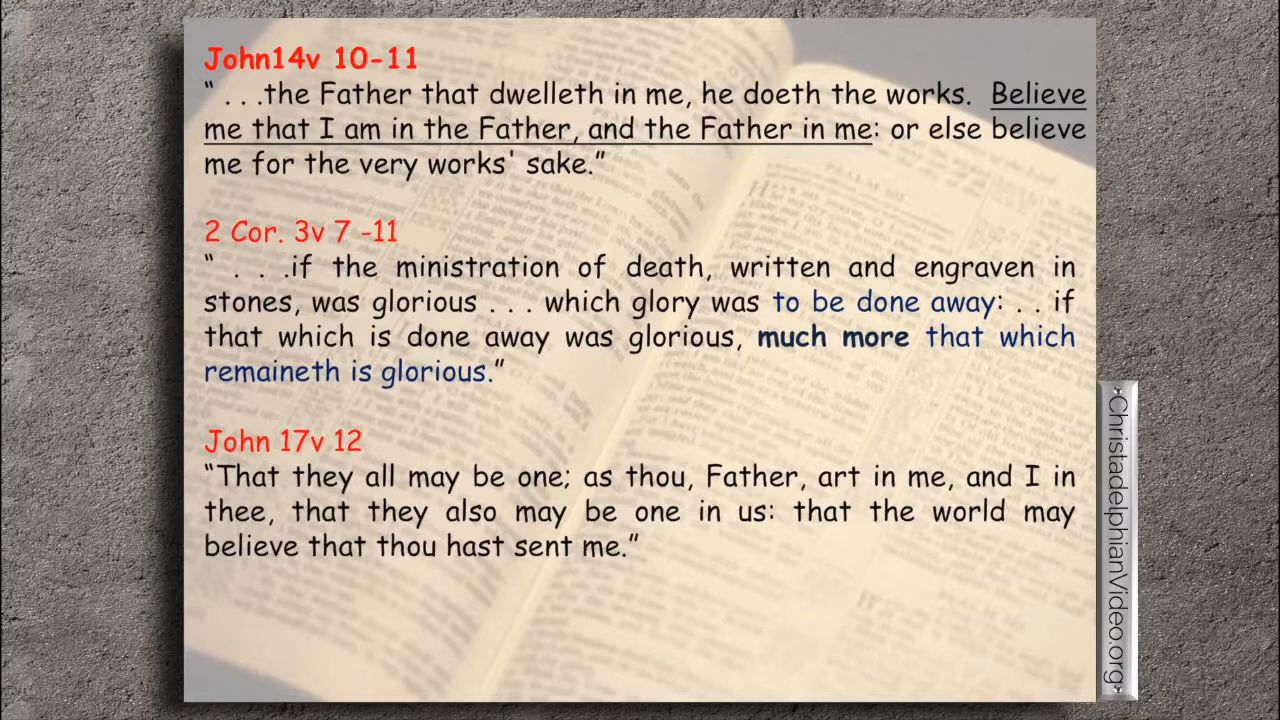 John14v 10-11
“ . . .the Father that dwelleth in me, he doeth the works. Believe
me that I am in the Father, and the Father in me: or else believe
me for the very works' sake.”
2 Cor. 3v 7 -11
“ . . .if the ministration of death, written and engraven in
stones, was glorious . . . which glory was to be done away: . . if
that which is done away was glorious, much more that which
remaineth is glorious.”
John 17v 12
“That they all may be one; as thou, Father, art in me, and I in
thee, that they also may be one in us: that the world may
believe that thou hast sent me.”
ChristadelphianVideo.org